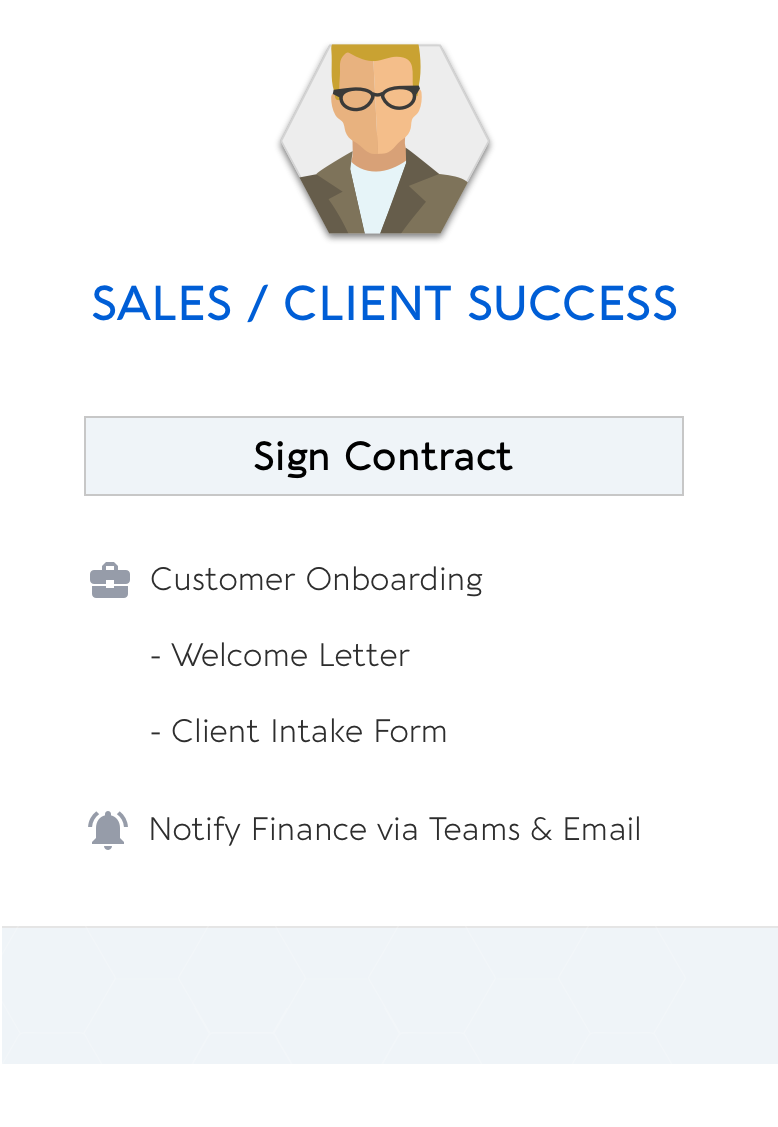 SALES / CLIENT SUCCESS
Sign Contract
Customer Onboarding
- Welcome Letter
- Client Intake Form
Notify Finance via Teams & Email